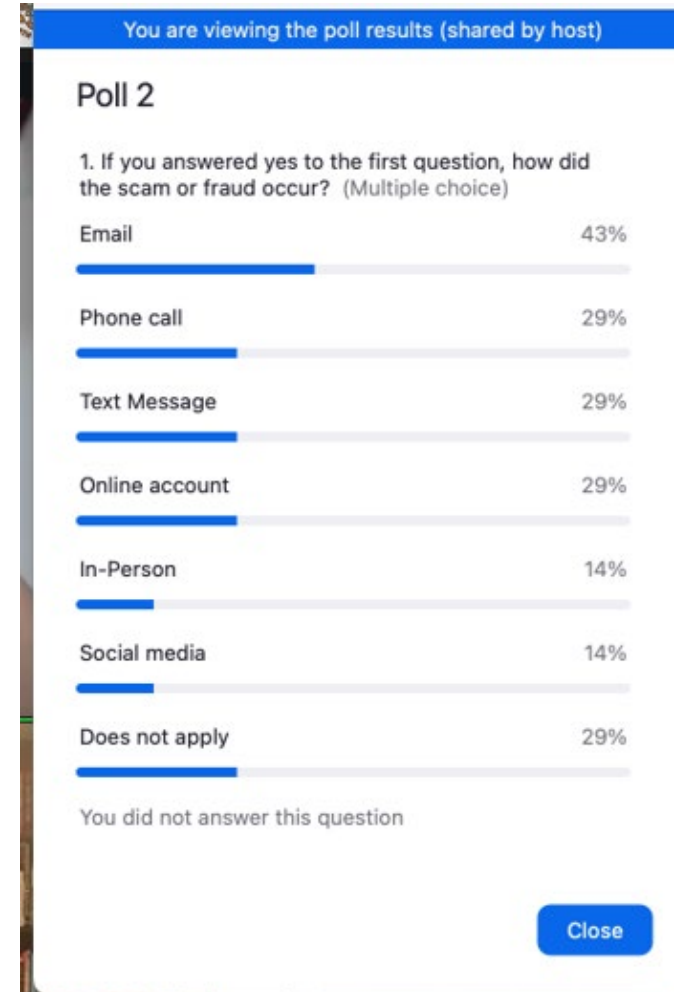 You are viewing the poll results (shared by host)
Poll 2
1. If you answered yes to the first question, how did
the scam or fraud occur? (Multiple choice)
Email 43%
Phone call 29%
Text Message 29%
Online account 29%
In-Person 14%
Social media 14%
Does not apply 29%
You did not answer this question
Close